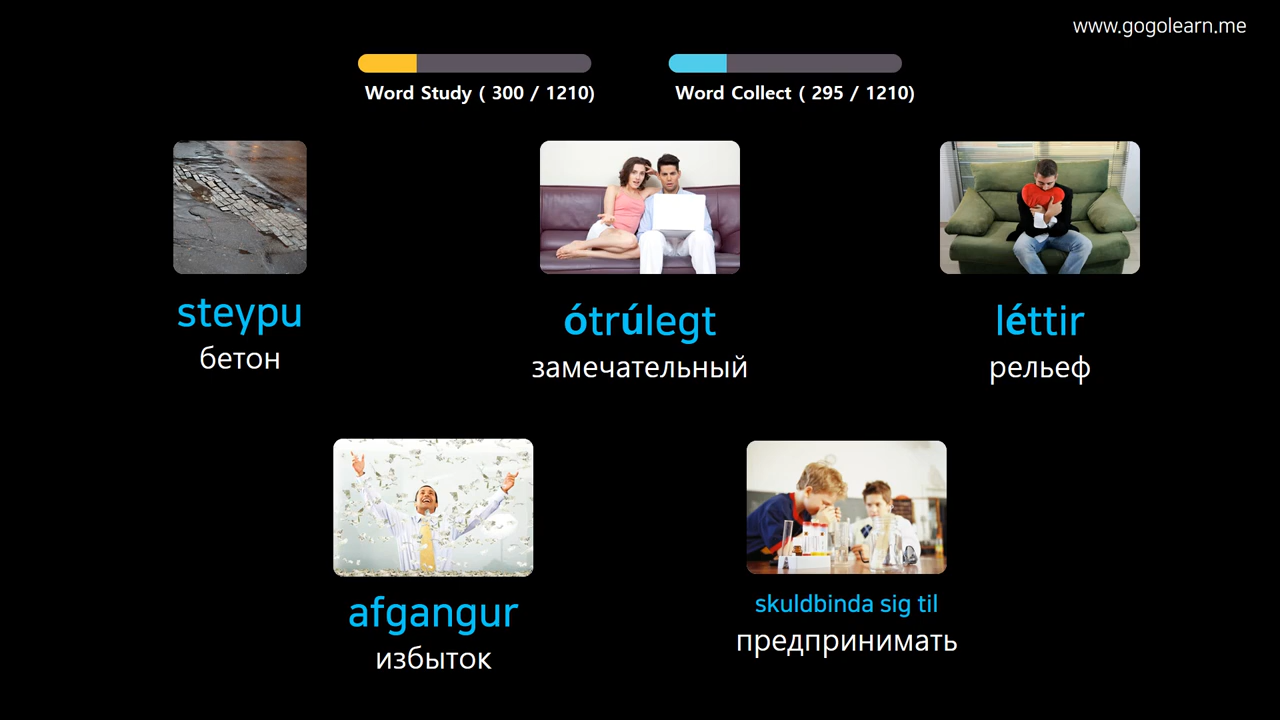 www.gogolearn.me
Word Study ( 300 / 1210)
Word Collect ( 295 / 1210)
steypu
бетон
ótrúlegt
замечательный
léttir
рельеф
afgangur
избыток
skuldbinda sig til
предпринимать